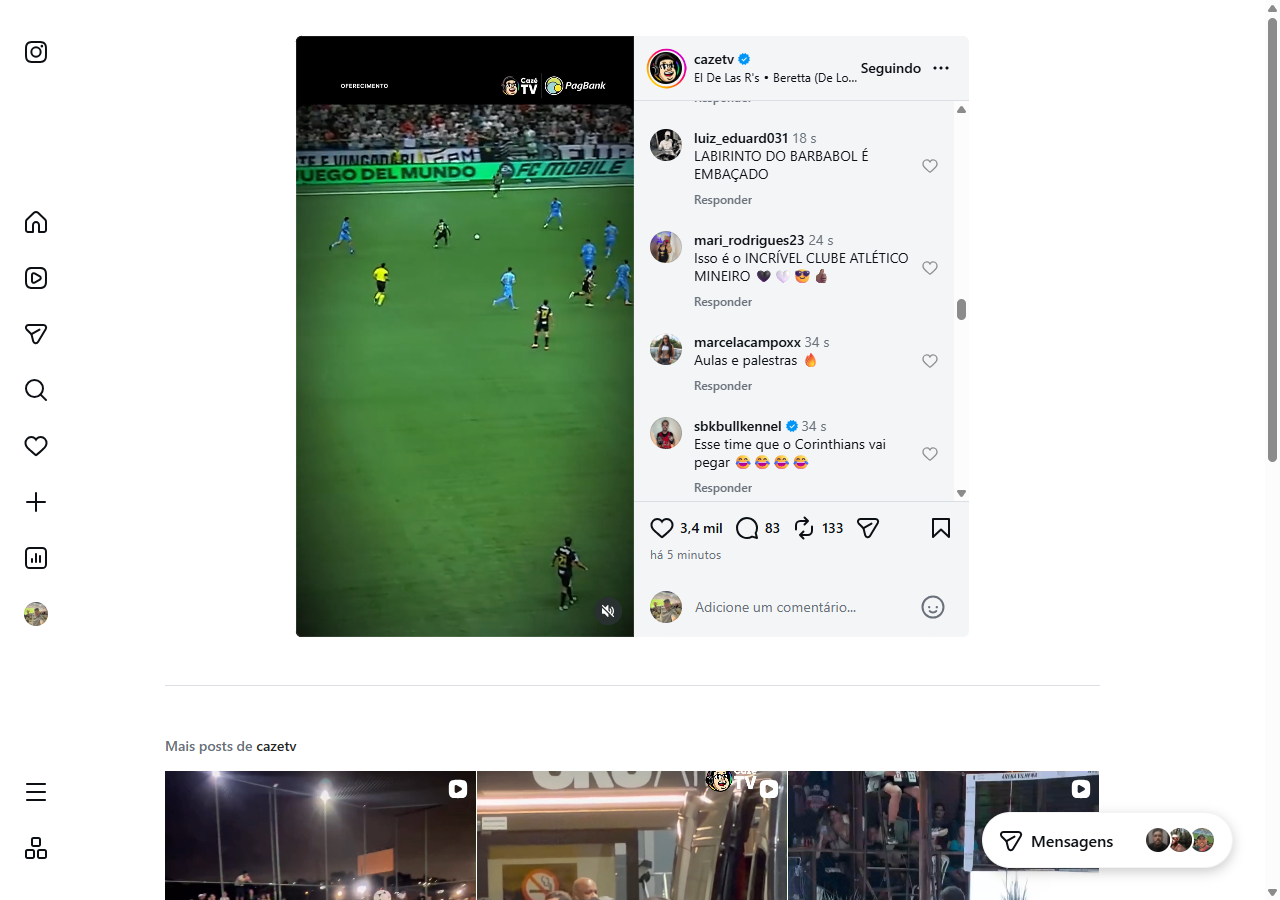 OFERECIMENTO
Cazé TV
PagBank
TE E VINGADOR
JUEGO DEL MUNDO
FC MOBILE
cazetv
Seguindo
El De Las R's • Beretta (De Lo...
Responder
luiz_eduard031 18 s
LABIRINTO DO BARBABOL É
EMBAÇADO
Responder
mari_rodrigues23 24 s
Isso é o INCRÍVEL CLUBE ATLÉTICO
MINEIRO 🖤🤍😎👍🏿
Responder
marcelacampoxx 34 s
Aulas e palestras 🔥
Responder
sbkbullkennel 34 s
Esse time que o Corinthians vai
pegar 😂😂😂😂
Responder
3,4 mil
83
133
há 5 minutos
Adicione um comentário...
Mais posts de cazetv
TV
Mensagens